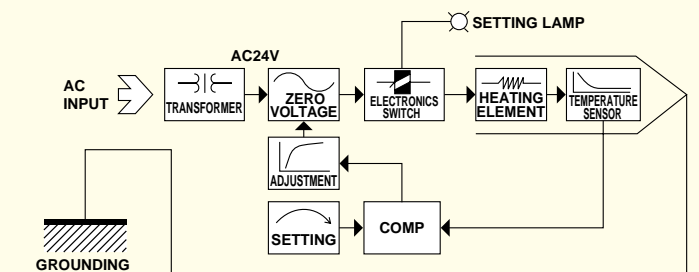 SETTING LAMP
AC24V
AC
INPUT
TRANSFORMER
ZERO
VOLTAGE
ELECTRONICS
SWITCH
HEATING
ELEMENT
TEMPERATURE
SENSOR
ADJUSTMENT
SETTING
COMP
GROUNDING